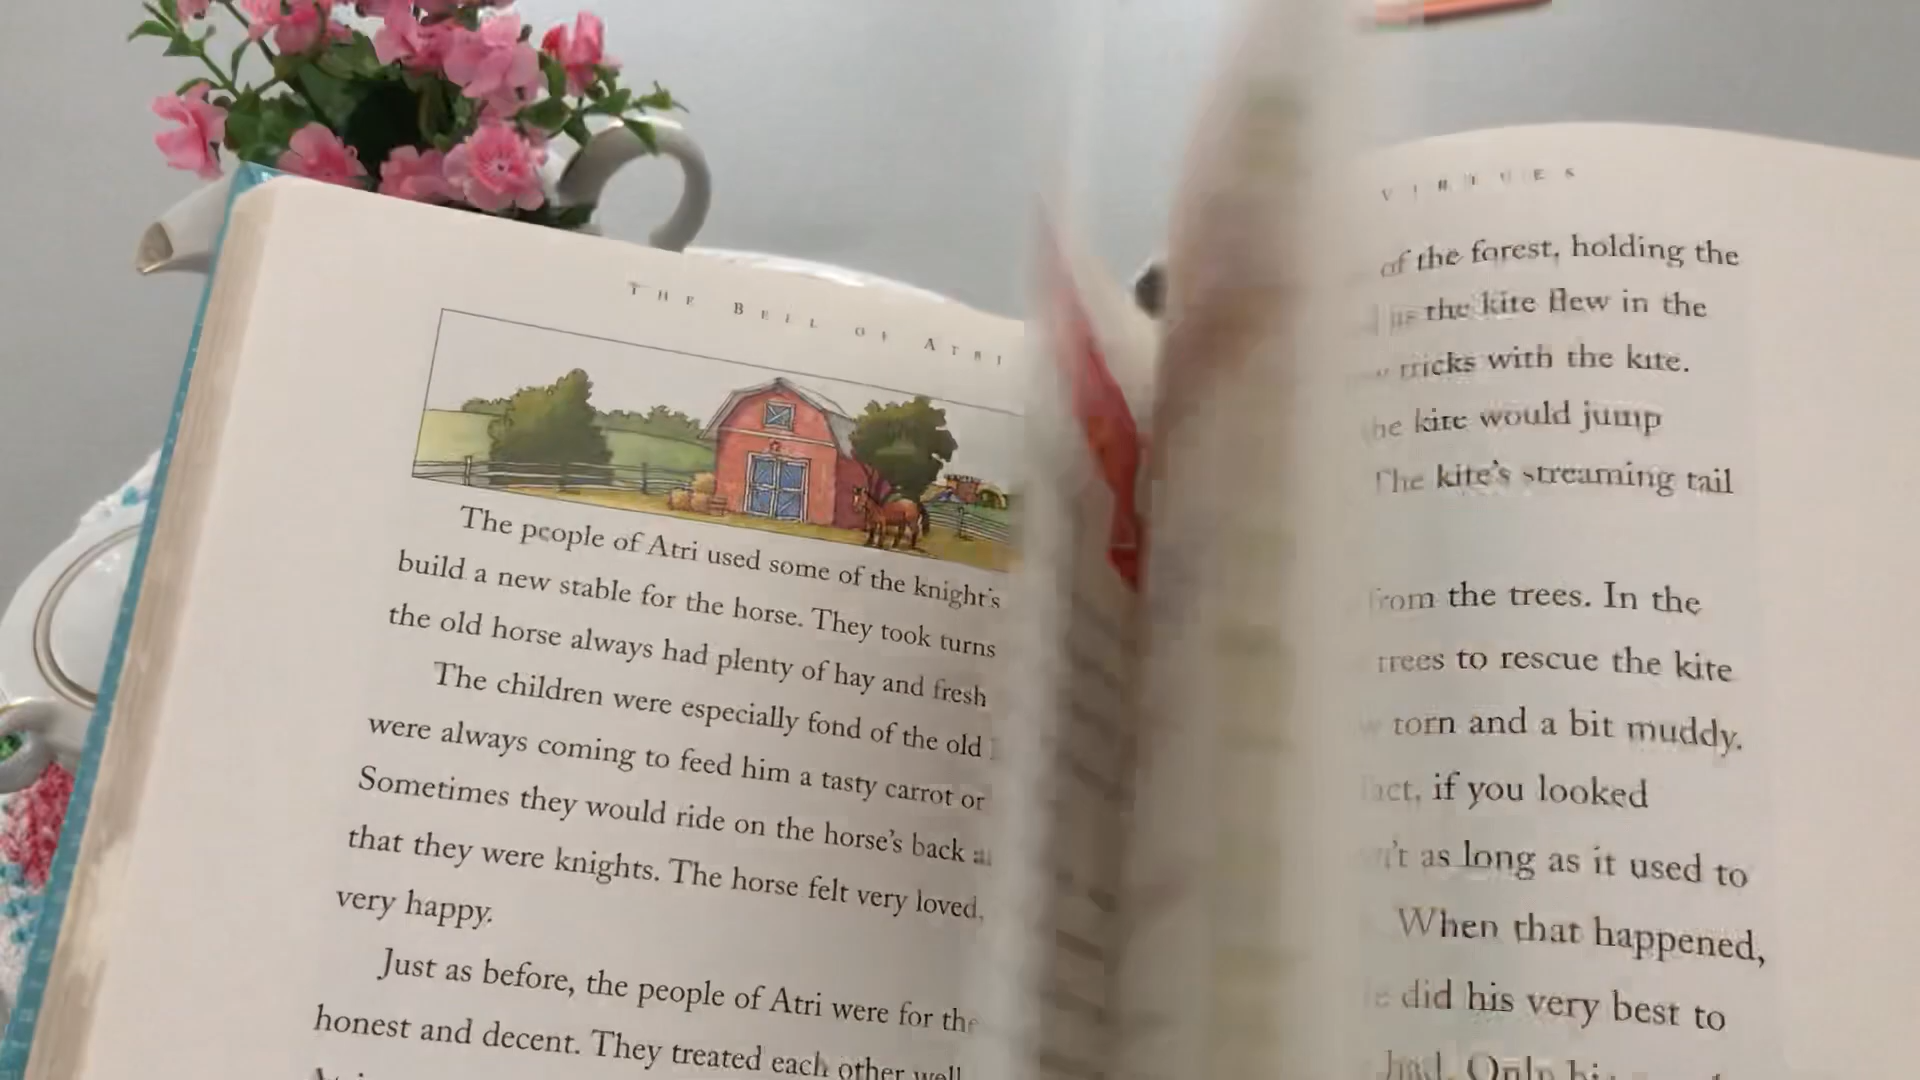 THE BELL OF ATRI
The people of Atri used some of the knight's
build a new stable for the horse. They took turns
the old horse always had plenty of hay and fresh
The children were especially fond of the old
were always coming to feed him a tasty carrot or
Sometimes they would ride on the horse's back
that they were knights. The horse felt very loved,
very happy.
Just as before, the people of Atri were for the
honest and decent. They treated each other well
VIRTUES
of the forest, holding the
the kite flew in the
tricks with the kite.
kite would jump
The kite's streaming tail
from the trees. In the
trees to rescue the kite
torn and a bit muddy.
if you looked
as long as it used to
When that happened,
did his very best to
had. Only